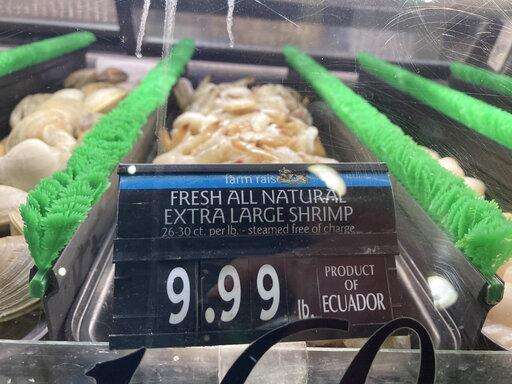 farm raised
FRESH ALL NATURAL
EXTRA LARGE SHRIMP
26-30 ct. per lb. - steamed free of charge
9.99 lb.
PRODUCT
OF
ECUADOR